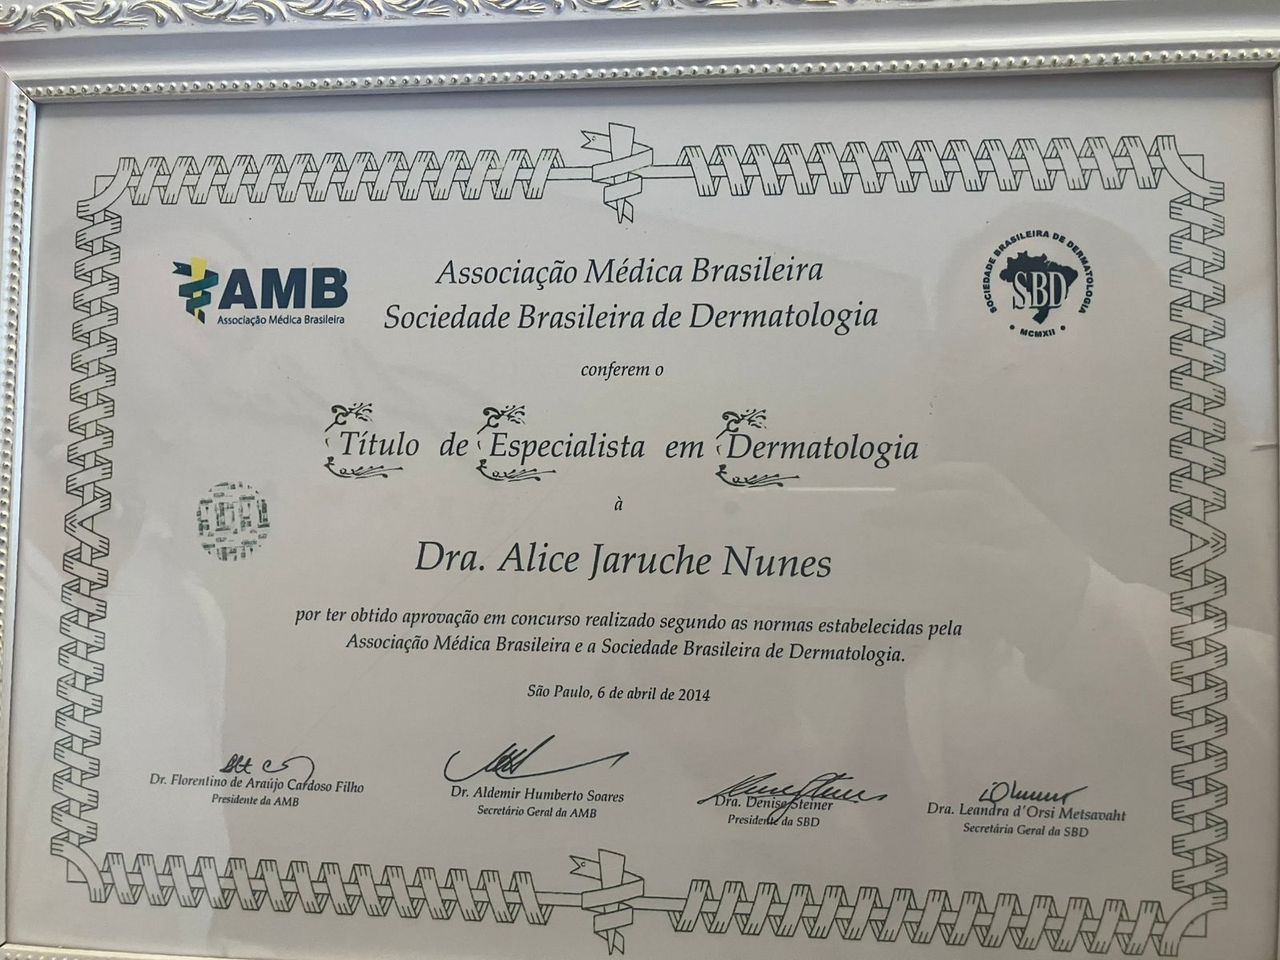 AMB
Associação Médica Brasileira
Associação Médica Brasileira
Sociedade Brasileira de Dermatologia
SOCIEDADE BRASILEIRA DE DERMATOLOGIA
SBD
• MCMXII •
conferem o
Título de Especialista em Dermatologia
à
Dra. Alice Jaruche Nunes
por ter obtido aprovação em concurso realizado segundo as normas estabelecidas pela
Associação Médica Brasileira e a Sociedade Brasileira de Dermatologia.
São Paulo, 6 de abril de 2014
Dr. Florentino de Araújo Cardoso Filho
Presidente da AMB
Dr. Aldemir Humberto Soares
Secretário Geral da AMB
Dra. Denise Steiner
Presidente da SBD
Dra. Leandra d'Orsi Metsavaht
Secretária Geral da SBD